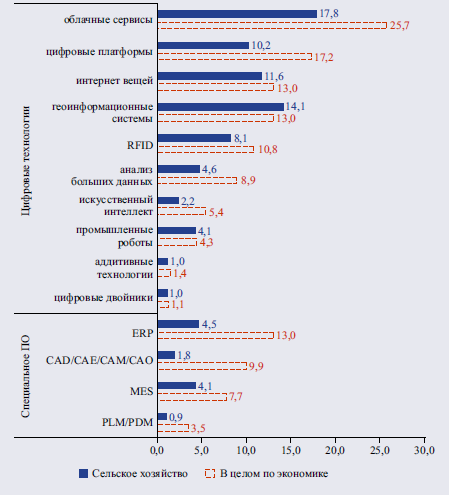 Цифровые технологии
облачные сервисы
17,8
25,7
цифровые платформы
10,2
17,2
интернет вещей
11,6
13,0
геоинформационные
системы
14,1
13,0
RFID
8,1
10,8
анализ
больших данных
4,6
8,9
искусственный
интеллект
2,2
5,4
промышленные
роботы
4,1
4,3
аддитивные
технологии
1,0
1,4
цифровые двойники
1,0
1,1
Специальное ПО
ERP
4,5
13,0
CAD/CAE/CAM/CAO
1,8
9,9
MES
4,1
7,7
PLM/PDM
0,9
3,5
0,0 5,0 10,0 15,0 20,0 25,0 30,0
Сельское хозяйство В целом по экономике